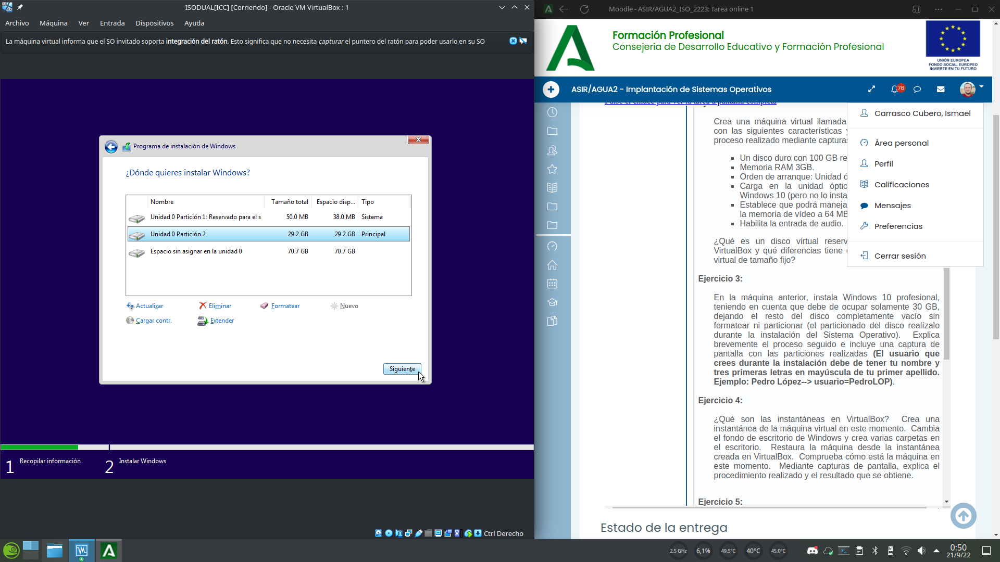 ISODUAL[ICC] [Corriendo] - Oracle VM VirtualBox : 1
Archivo Máquina Ver Entrada Dispositivos Ayuda
La máquina virtual informa que el SO invitado soporta integración del ratón. Esto significa que no necesita capturar el puntero del ratón para poder usarlo en su SO
Programa de instalación de Windows
¿Dónde quieres instalar Windows?
Nombre Tamaño total Espacio disp... Tipo
Unidad 0 Partición 1: Reservado para el s 50.0 MB 38.0 MB Sistema
Unidad 0 Partición 2 29.2 GB 29.2 GB Principal
Espacio sin asignar en la unidad 0 70.7 GB 70.7 GB
Actualizar Eliminar Formatear Nuevo
Cargar contr. Extender
Siguiente
1 Recopilar información 2 Instalar Windows
Ctrl Derecho
Moodle - ASIR/AGUA2_ISO_2223: Tarea online 1
Formación Profesional
Consejería de Desarrollo Educativo y Formación Profesional
UNIÓN EUROPEA
FONDO SOCIAL EUROPEO
INVIERTE EN TU FUTURO
ASIR/AGUA2 - Implantación de Sistemas Operativos
76
Pulse el enlace para ver la tarea a pantalla completa
Crea una máquina virtual llamada
con las siguientes características y
proceso realizado mediante capturas
Un disco duro con 100 GB re
Memoria RAM 3GB.
Orden de arranque: Unidad ó
Carga en la unidad óptic
Windows 10 (pero no lo insta
Establece que podrá maneja
la memoria de vídeo a 64 MB
Habilita la entrada de audio.
¿Qué es un disco virtual reserv
VirtualBox y qué diferencias tiene
virtual de tamaño fijo?
Carrasco Cubero, Ismael
Área personal
Perfil
Calificaciones
Mensajes
Preferencias
Cerrar sesión
Ejercicio 3:
En la máquina anterior, instala Windows 10 profesional,
teniendo en cuenta que debe de ocupar solamente 30 GB,
dejando el resto del disco completamente vacío sin
formatear ni particionar (el particionado del disco realízalo
durante la instalación del Sistema Operativo). Explica
brevemente el proceso seguido e incluye una captura de
pantalla con las particiones realizadas (El usuario que
crees durante la instalación debe de tener tu nombre y
tres primeras letras en mayúscula de tu primer apellido.
Ejemplo: Pedro López--> usuario=PedroLOP).
Ejercicio 4:
¿Qué son las instantáneas en VirtualBox? Crea una
instantánea de la máquina virtual en este momento. Cambia
el fondo de escritorio de Windows y crea varias carpetas en
el escritorio. Restaura la máquina desde la instantánea
creada en VirtualBox. Comprueba cómo está la máquina en
este momento. Mediante capturas de pantalla, explica el
procedimiento realizado y el resultado que se obtiene.
Ejercicio 5:
Estado de la entrega
2,5 GHz 6,1% 49,5°C 40°C 45,0°C
0:50
21/9/22